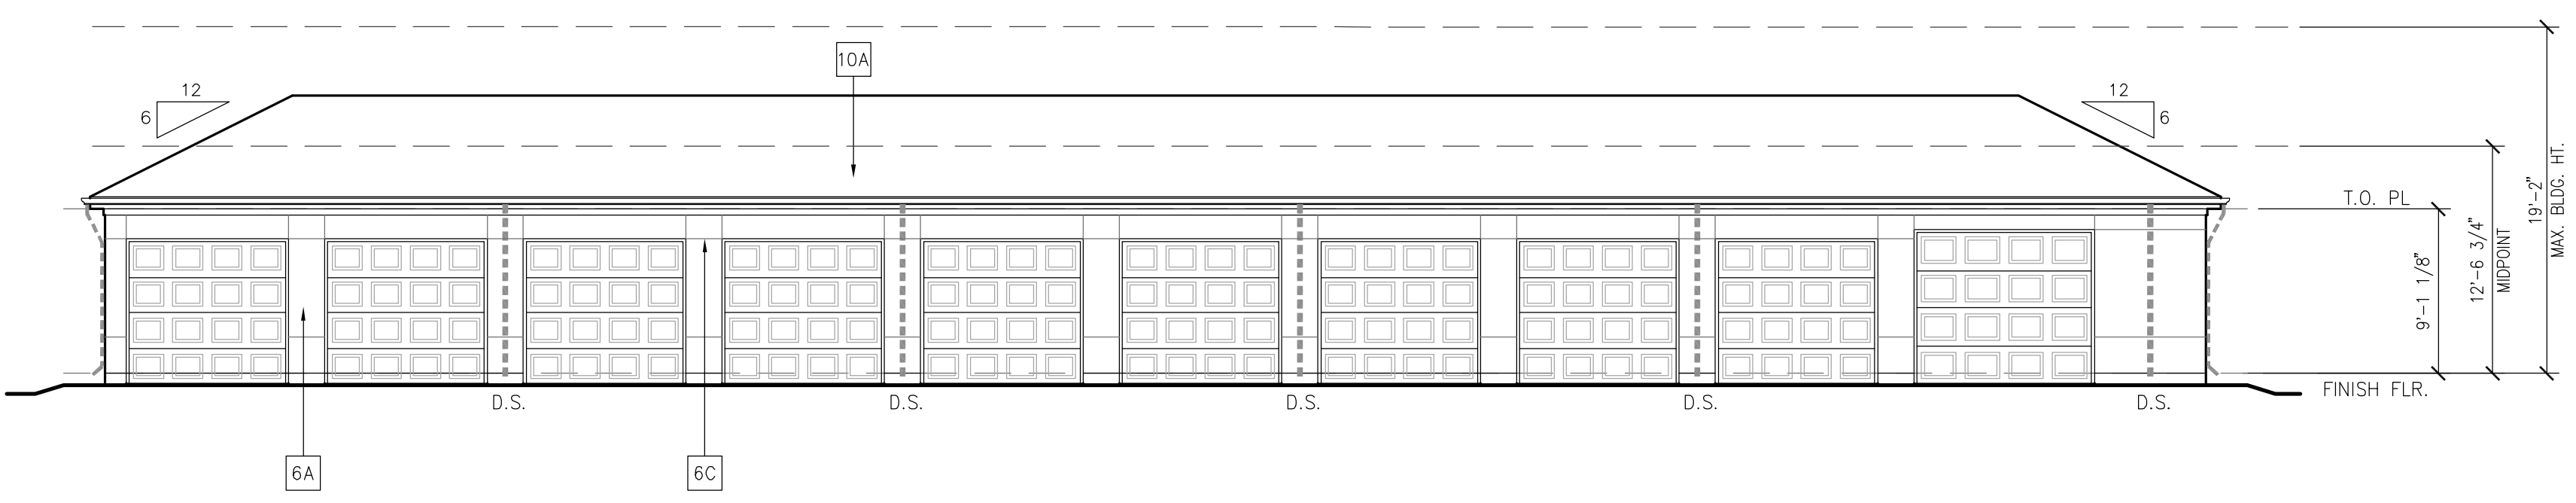 10A
12
6
12
6
T.O. PL
9'-1 1/8"
12'-6 3/4"
MIDPOINT
19'-2"
MAX. BLDG. HT.
FINISH FLR.
D.S.
D.S.
D.S.
D.S.
D.S.
6A
6C